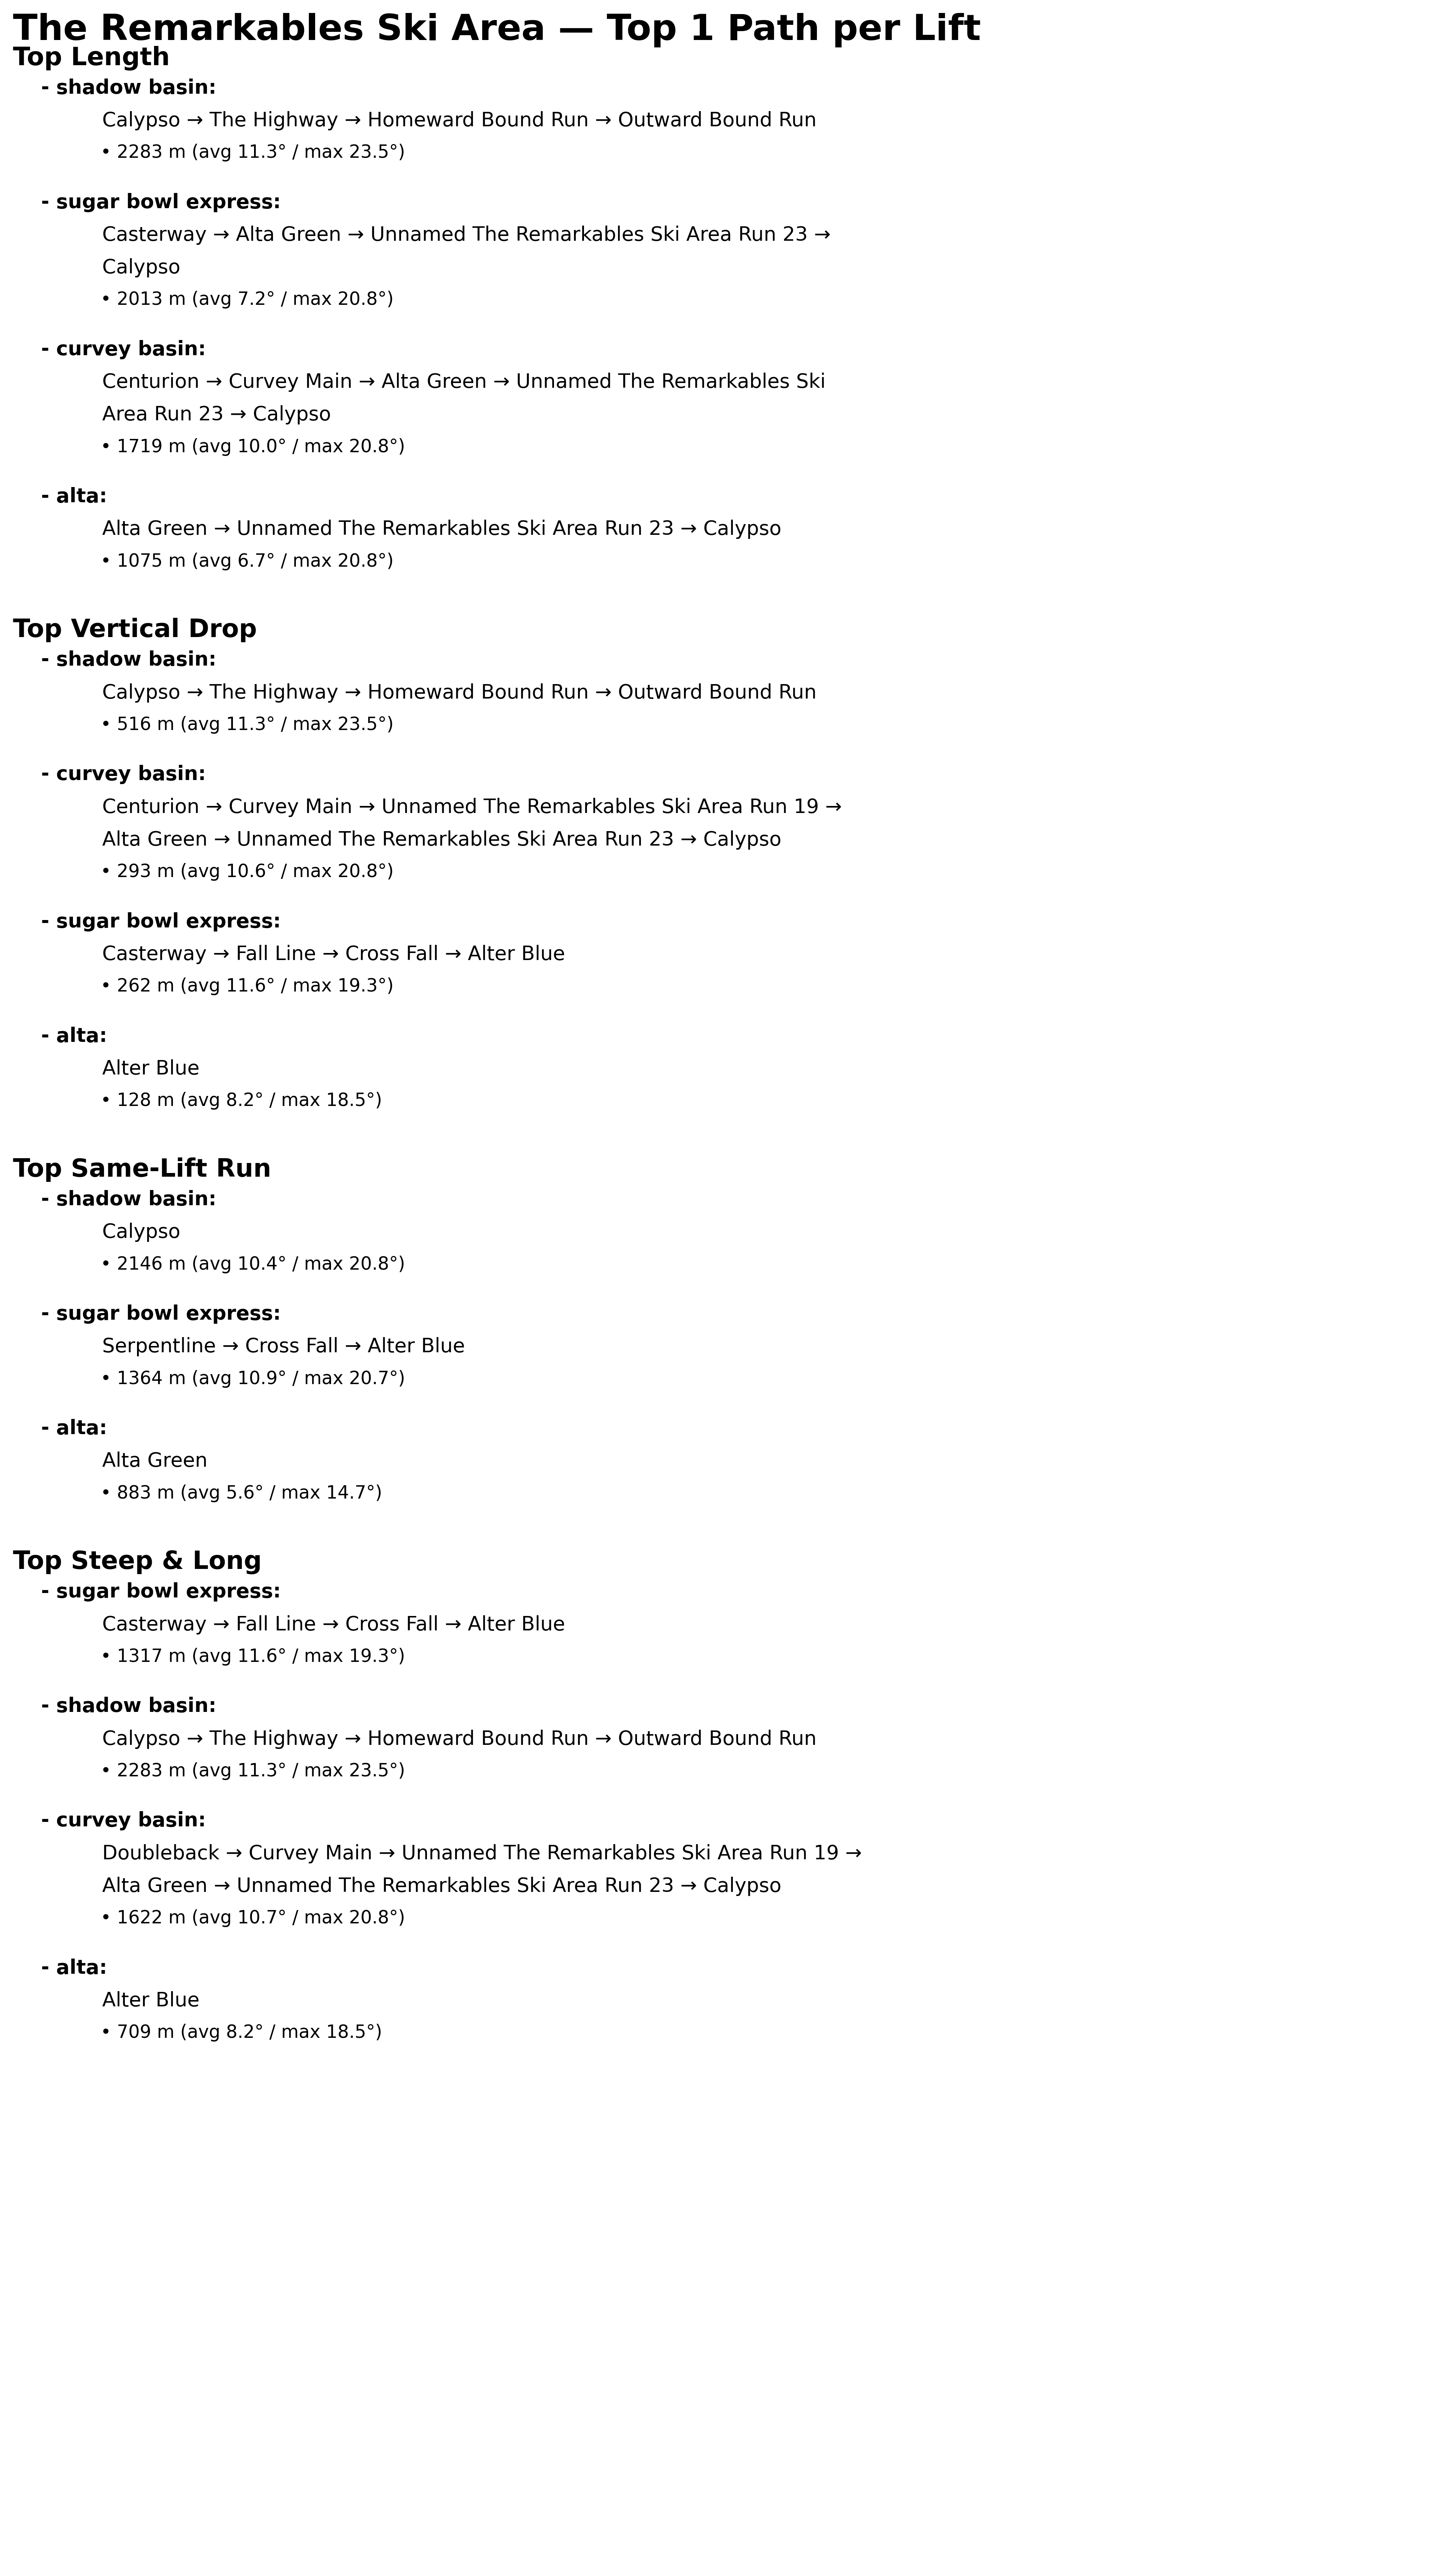 The Remarkables Ski Area — Top 1 Path per Lift
Top Length
- shadow basin:
Calypso → The Highway → Homeward Bound Run → Outward Bound Run
• 2283 m (avg 11.3° / max 23.5°)
- sugar bowl express:
Casterway → Alta Green → Unnamed The Remarkables Ski Area Run 23 →
Calypso
• 2013 m (avg 7.2° / max 20.8°)
- curvey basin:
Centurion → Curvey Main → Alta Green → Unnamed The Remarkables Ski
Area Run 23 → Calypso
• 1719 m (avg 10.0° / max 20.8°)
- alta:
Alta Green → Unnamed The Remarkables Ski Area Run 23 → Calypso
• 1075 m (avg 6.7° / max 20.8°)
Top Vertical Drop
- shadow basin:
Calypso → The Highway → Homeward Bound Run → Outward Bound Run
• 516 m (avg 11.3° / max 23.5°)
- curvey basin:
Centurion → Curvey Main → Unnamed The Remarkables Ski Area Run 19 →
Alta Green → Unnamed The Remarkables Ski Area Run 23 → Calypso
• 293 m (avg 10.6° / max 20.8°)
- sugar bowl express:
Casterway → Fall Line → Cross Fall → Alter Blue
• 262 m (avg 11.6° / max 19.3°)
- alta:
Alter Blue
• 128 m (avg 8.2° / max 18.5°)
Top Same-Lift Run
- shadow basin:
Calypso
• 2146 m (avg 10.4° / max 20.8°)
- sugar bowl express:
Serpentline → Cross Fall → Alter Blue
• 1364 m (avg 10.9° / max 20.7°)
- alta:
Alta Green
• 883 m (avg 5.6° / max 14.7°)
Top Steep & Long
- sugar bowl express:
Casterway → Fall Line → Cross Fall → Alter Blue
• 1317 m (avg 11.6° / max 19.3°)
- shadow basin:
Calypso → The Highway → Homeward Bound Run → Outward Bound Run
• 2283 m (avg 11.3° / max 23.5°)
- curvey basin:
Doubleback → Curvey Main → Unnamed The Remarkables Ski Area Run 19 →
Alta Green → Unnamed The Remarkables Ski Area Run 23 → Calypso
• 1622 m (avg 10.7° / max 20.8°)
- alta:
Alter Blue
• 709 m (avg 8.2° / max 18.5°)